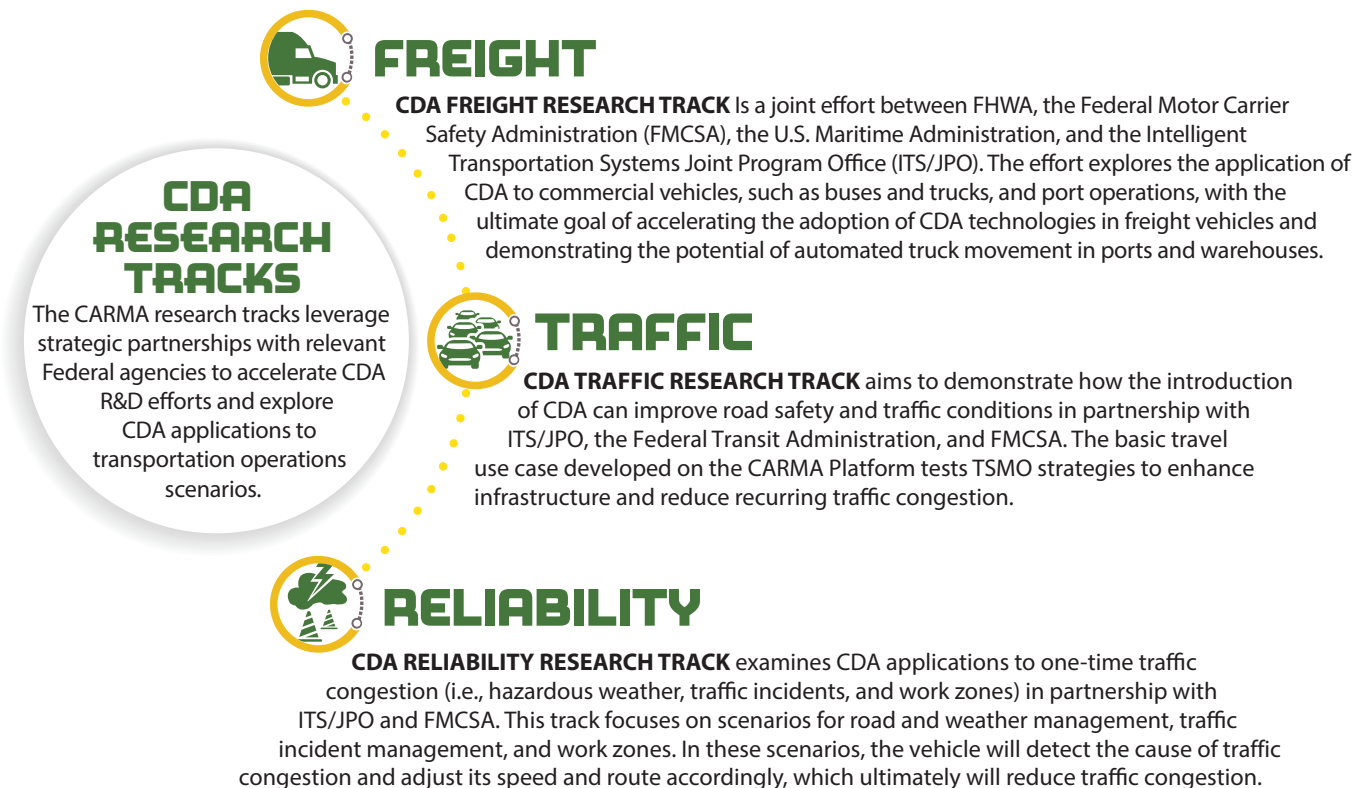 FREIGHT
CDA FREIGHT RESEARCH TRACK Is a joint effort between FHWA, the Federal Motor Carrier
Safety Administration (FMCSA), the U.S. Maritime Administration, and the Intelligent
Transportation Systems Joint Program Office (ITS/JPO). The effort explores the application of
CDA to commercial vehicles, such as buses and trucks, and port operations, with the
ultimate goal of accelerating the adoption of CDA technologies in freight vehicles and
demonstrating the potential of automated truck movement in ports and warehouses.
CDA
RESEARCH
TRACKS
The CARMA research tracks leverage
strategic partnerships with relevant
Federal agencies to accelerate CDA
R&D efforts and explore
CDA applications to
transportation operations
scenarios.
TRAFFIC
CDA TRAFFIC RESEARCH TRACK aims to demonstrate how the introduction
of CDA can improve road safety and traffic conditions in partnership with
ITS/JPO, the Federal Transit Administration, and FMCSA. The basic travel
use case developed on the CARMA Platform tests TSMO strategies to enhance
infrastructure and reduce recurring traffic congestion.
RELIABILITY
CDA RELIABILITY RESEARCH TRACK examines CDA applications to one-time traffic
congestion (i.e., hazardous weather, traffic incidents, and work zones) in partnership with
ITS/JPO and FMCSA. This track focuses on scenarios for road and weather management, traffic
incident management, and work zones. In these scenarios, the vehicle will detect the cause of traffic
congestion and adjust its speed and route accordingly, which ultimately will reduce traffic congestion.